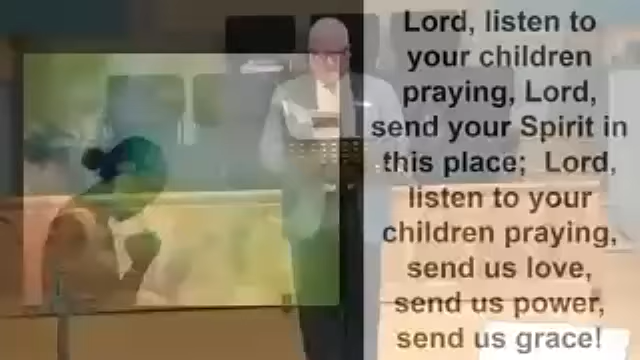 Lord, listen to
your children
praying, Lord,
send your Spirit in
this place;  Lord,
listen to your
children praying,
send us love,
send us power,
send us grace!